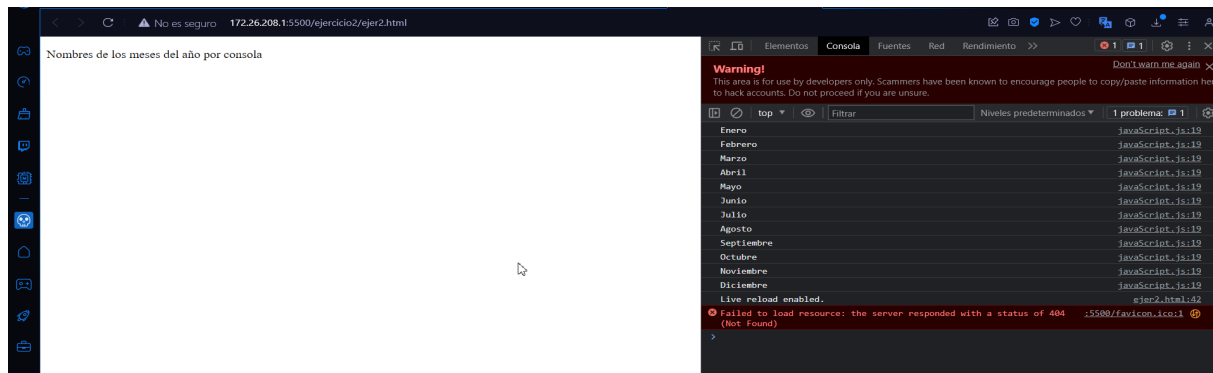 No es seguro 172.26.208.1:5500/ejercicio2/ejer2.html
Nombres de los meses del año por consola
Elementos Consola Fuentes Red Rendimiento >> 1 1
Warning! Don't warn me again
This area is for use by developers only. Scammers have been known to encourage people to copy/paste information her
to hack accounts. Do not proceed if you are unsure.
top Filtrar Niveles predeterminados 1 problema: 1
Enero javaScript.js:19
Febrero javaScript.js:19
Marzo javaScript.js:19
Abril javaScript.js:19
Mayo javaScript.js:19
Junio javaScript.js:19
Julio javaScript.js:19
Agosto javaScript.js:19
Septiembre javaScript.js:19
Octubre javaScript.js:19
Noviembre javaScript.js:19
Diciembre javaScript.js:19
Live reload enabled. ejer2.html:42
Failed to load resource: the server responded with a status of 404 :5500/favicon.ico:1
(Not Found)